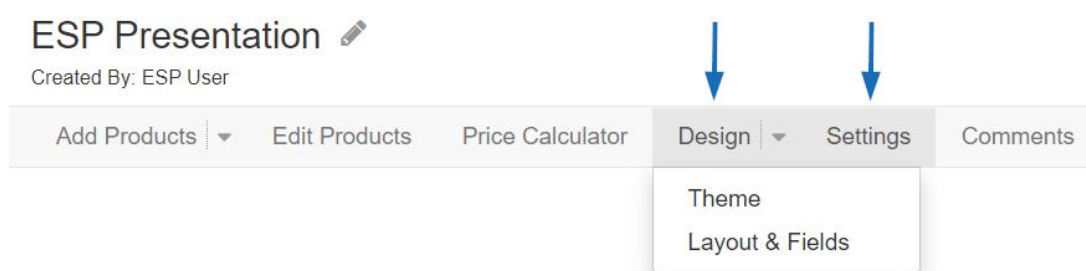 ESP Presentation
Created By: ESP User
Add Products Edit Products Price Calculator Design Settings Comments
Theme
Layout & Fields